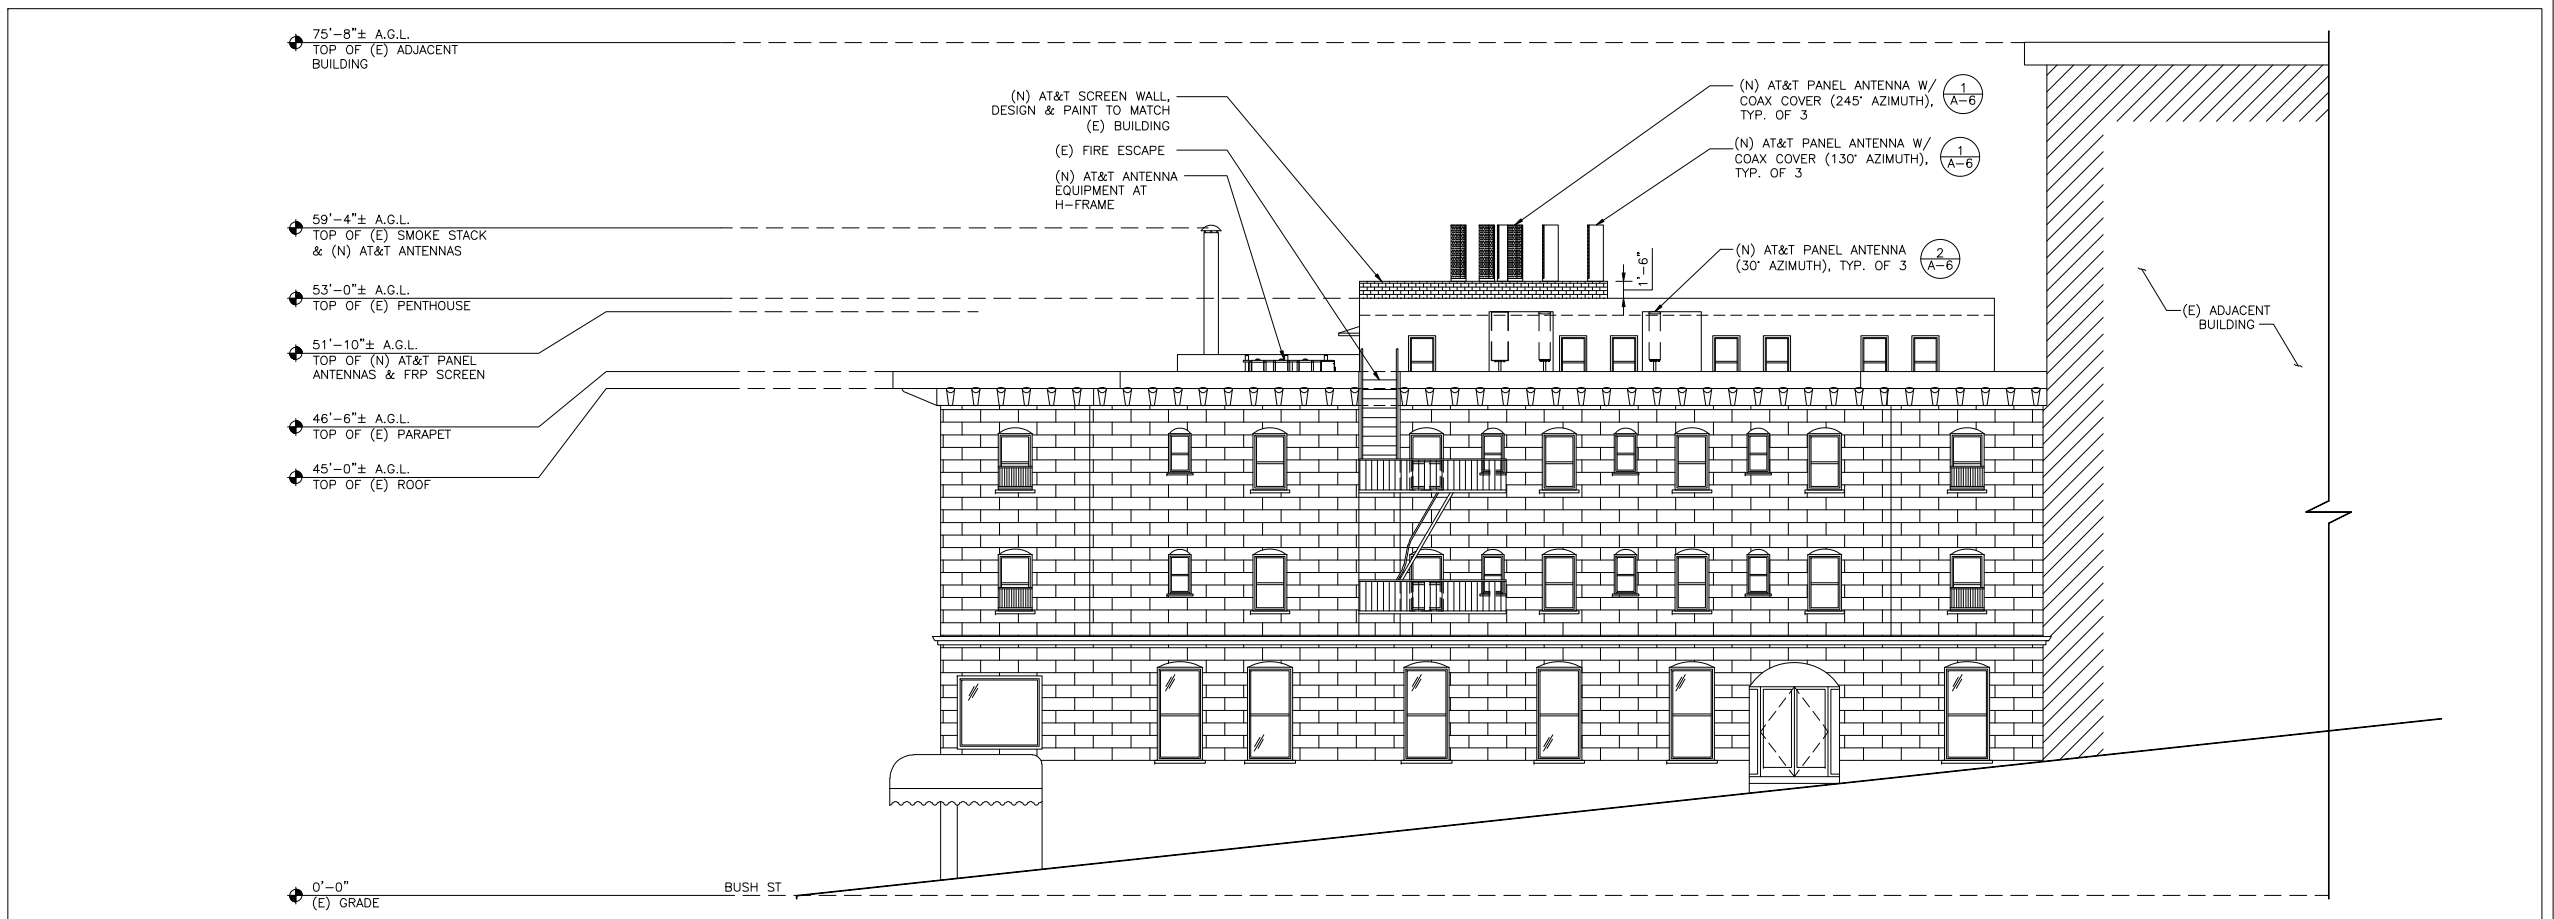 75'-8"± A.G.L.
TOP OF (E) ADJACENT
BUILDING
(N) AT&T SCREEN WALL,
DESIGN & PAINT TO MATCH
(E) BUILDING
(E) FIRE ESCAPE
(N) AT&T ANTENNA
EQUIPMENT AT
H-FRAME
(N) AT&T PANEL ANTENNA W/
COAX COVER (245° AZIMUTH),
TYP. OF 3
1
A-6
(N) AT&T PANEL ANTENNA W/
COAX COVER (130° AZIMUTH),
TYP. OF 3
1
A-6
(N) AT&T PANEL ANTENNA
(30° AZIMUTH), TYP. OF 3
2
A-6
1'-6"
59'-4"± A.G.L.
TOP OF (E) SMOKE STACK
& (N) AT&T ANTENNAS
53'-0"± A.G.L.
TOP OF (E) PENTHOUSE
(E) ADJACENT
BUILDING
51'-10"± A.G.L.
TOP OF (N) AT&T PANEL
ANTENNAS & FRP SCREEN
46'-6"± A.G.L.
TOP OF (E) PARAPET
45'-0"± A.G.L.
TOP OF (E) ROOF
0'-0"
(E) GRADE
BUSH ST